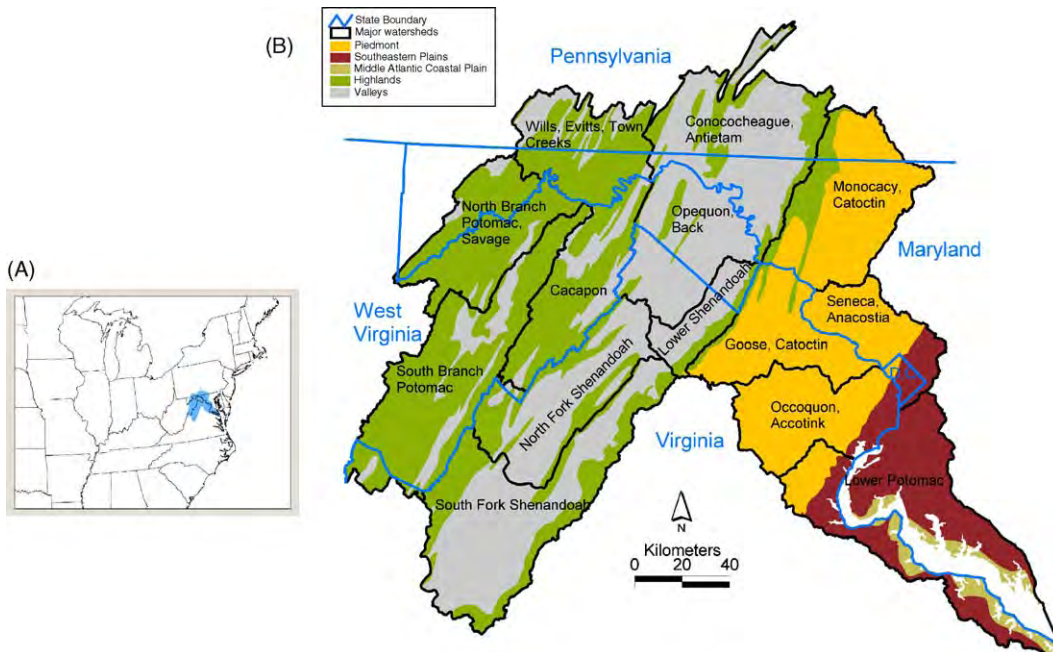 (B)
State Boundary
Major watersheds
Piedmont
Southeastern Plains
Middle Atlantic Coastal Plain
Highlands
Valleys
Pennsylvania
Wills, Evitts, Town
Creeks
Conococheague,
Antietam
North Branch
Potomac,
Savage
Opequon,
Back
Monocacy,
Catoctin
Maryland
(A)
West
Virginia
Cacapon
Lower Shenandoah
Seneca,
Anacostia
South Branch
Potomac
Goose, Catoctin
DC
North Fork Shenandoah
Virginia
Occoquon,
Accotink
South Fork Shenandoah
Lower Potomac
N
Kilometers
0 20 40